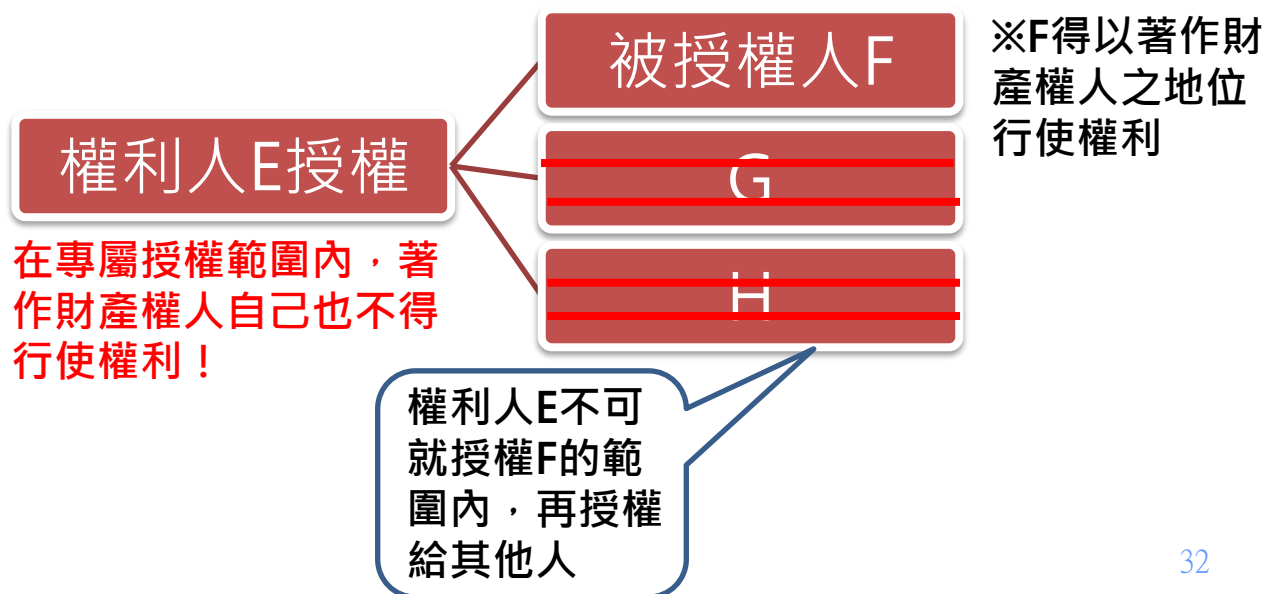 被授權人F
※F得以著作財
產權人之地位
行使權利
權利人E授權
G
H
在專屬授權範圍內，著
作財產權人自己也不得
行使權利！
權利人E不可
就授權F的範
圍內，再授權
給其他人
32